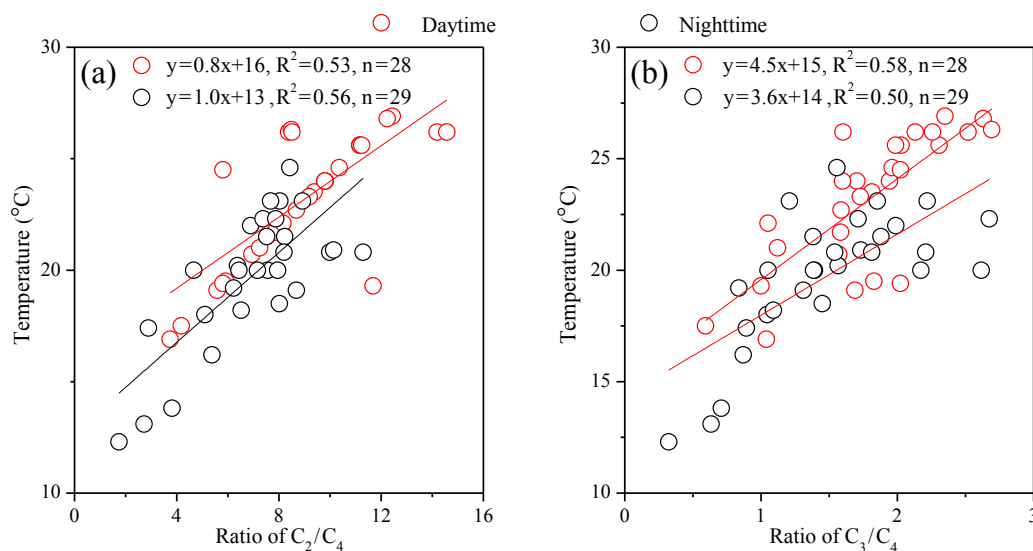 Daytime
Nighttime
(a)
y=0.8x+16, R²=0.53, n=28
y=1.0x+13, R²=0.56, n=29
Temperature (°C)
30
20
10
4
8
12
16
Ratio of C₂/C₄
(b)
y=4.5x+15, R²=0.58, n=28
y=3.6x+14, R²=0.50, n=29
Temperature (°C)
30
25
20
15
10
1
2
3
Ratio of C₃/C₄